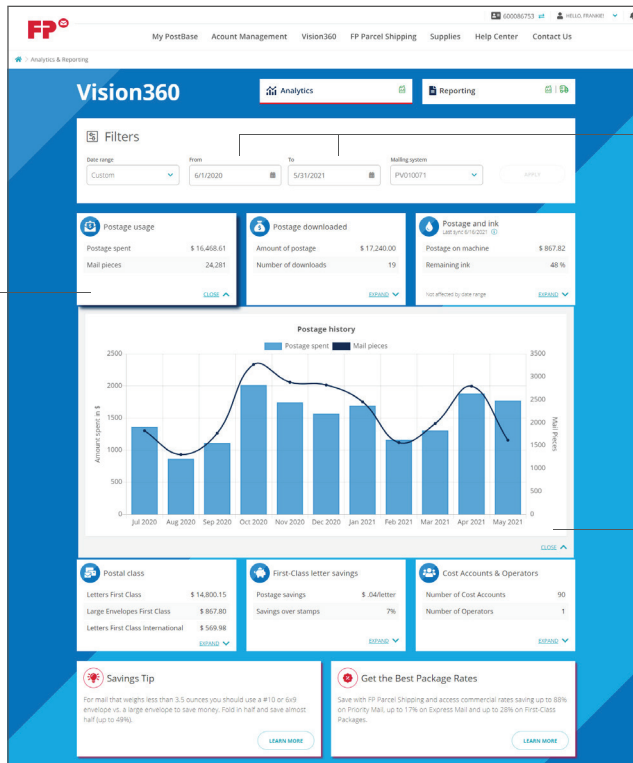 600086753 HELLO, FRANKIE!
FP
My PostBase Acount Management Vision360 FP Parcel Shipping Supplies Help Center Contact Us
> Analytics & Reporting
Vision360
Analytics
Reporting
Filters
Date range From To Mailing system
Custom 6/1/2020 5/31/2021 PV010071 APPLY
Postage usage
Postage spent $ 16,468.61
Mail pieces 24,281
CLOSE
Postage downloaded
Amount of postage $ 17,240.00
Number of downloads 19
EXPAND
Postage and ink
Last sync 6/16/2021
Postage on machine $ 867.82
Remaining ink 48 %
Not affected by date range EXPAND
Postage history
Postage spent Mail pieces
Amount spent in $
2500
2000
1500
1000
500
0
Mail Pieces
3500
3000
2500
2000
1500
1000
500
0
Jul 2020 Aug 2020 Sep 2020 Oct 2020 Nov 2020 Dec 2020 Jan 2021 Feb 2021 Mar 2021 Apr 2021 May 2021
CLOSE
Postal class
Letters First Class $ 14,800.15
Large Envelopes First Class $ 867.80
Letters First Class International $ 569.98
EXPAND
First-Class letter savings
Postage savings $ .04/letter
Savings over stamps 7%
EXPAND
Cost Accounts & Operators
Number of Cost Accounts 90
Number of Operators 1
EXPAND
Savings Tip
For mail that weighs less than 3.5 ounces you should use a #10 or 6x9
envelope vs. a large envelope to save money. Fold in half and save almost
half (up to 49%).
LEARN MORE
Get the Best Package Rates
Save with FP Parcel Shipping and access commercial rates saving up to 88%
on Priority Mail, up to 17% on Express Mail and up to 28% on First-Class
Packages.
LEARN MORE